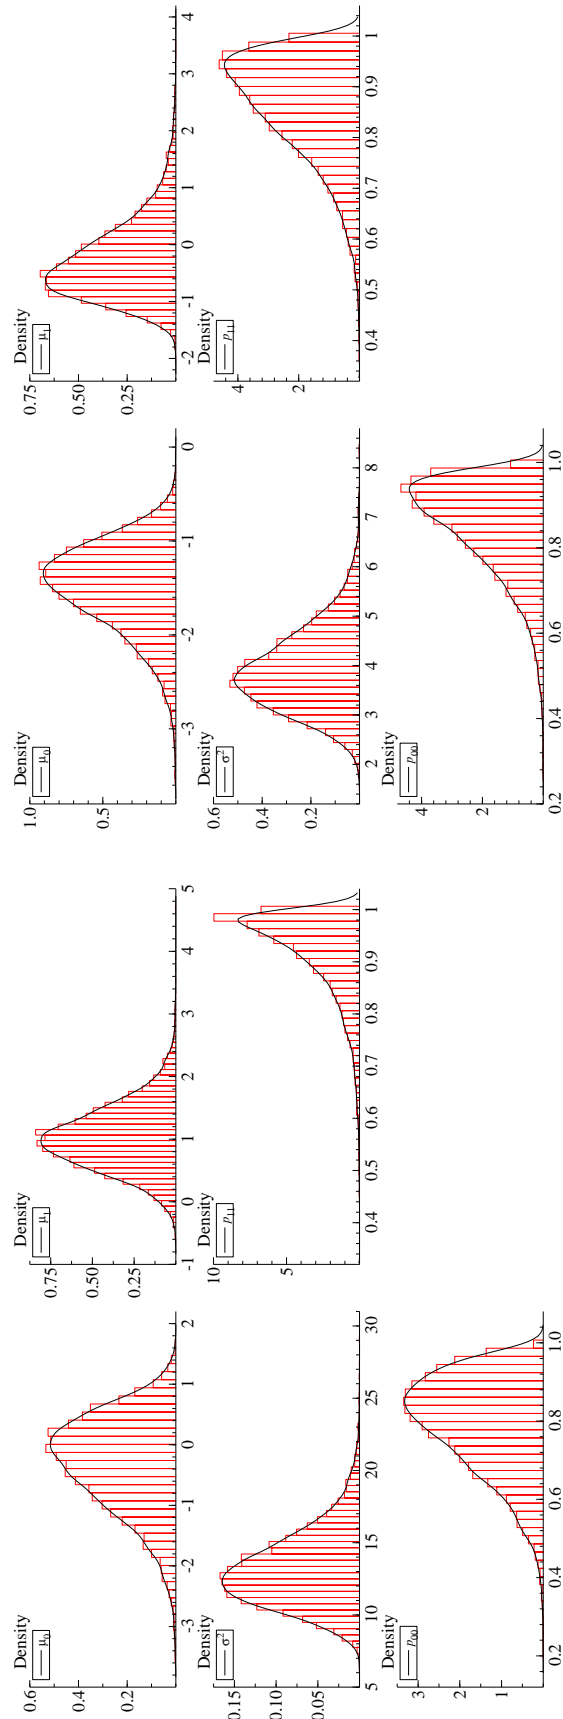 Density
μ₀
0.6
0.4
0.2
-3 -2 -1 0 1 2
Density
μ₁
0.75
0.50
0.25
-1 0 1 2 3 4 5
Density
μ₀
1.0
0.5
-3 -2 -1 0
Density
μ₁
0.75
0.50
0.25
-2 -1 0 1 2 3 4
Density
σ²
0.15
0.10
0.05
5 10 15 20 25 30
Density
p₁₁
10
5
0.4 0.5 0.6 0.7 0.8 0.9 1
Density
σ²
0.6
0.4
0.2
2 3 4 5 6 7 8
Density
p₁₁
4
2
0.4 0.5 0.6 0.7 0.8 0.9 1
Density
p₀₀
3
2
1
0.2 0.4 0.6 0.8 1.0
Density
p₀₀
4
2
0.2 0.4 0.6 0.8 1.0